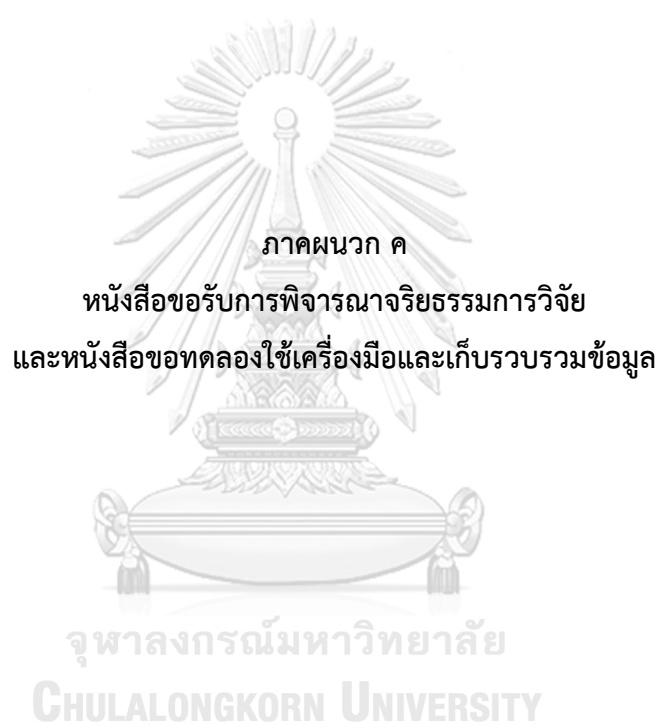 ภาคผนวก ค
หนังสือขอรับการพิจารณาจริยธรรมการวิจัย
และหนังสือขอทดลองใช้เครื่องมือและเก็บรวบรวมข้อมูล
จุฬาลงกรณ์มหาวิทยาลัย
CHULALONGKORN UNIVERSITY